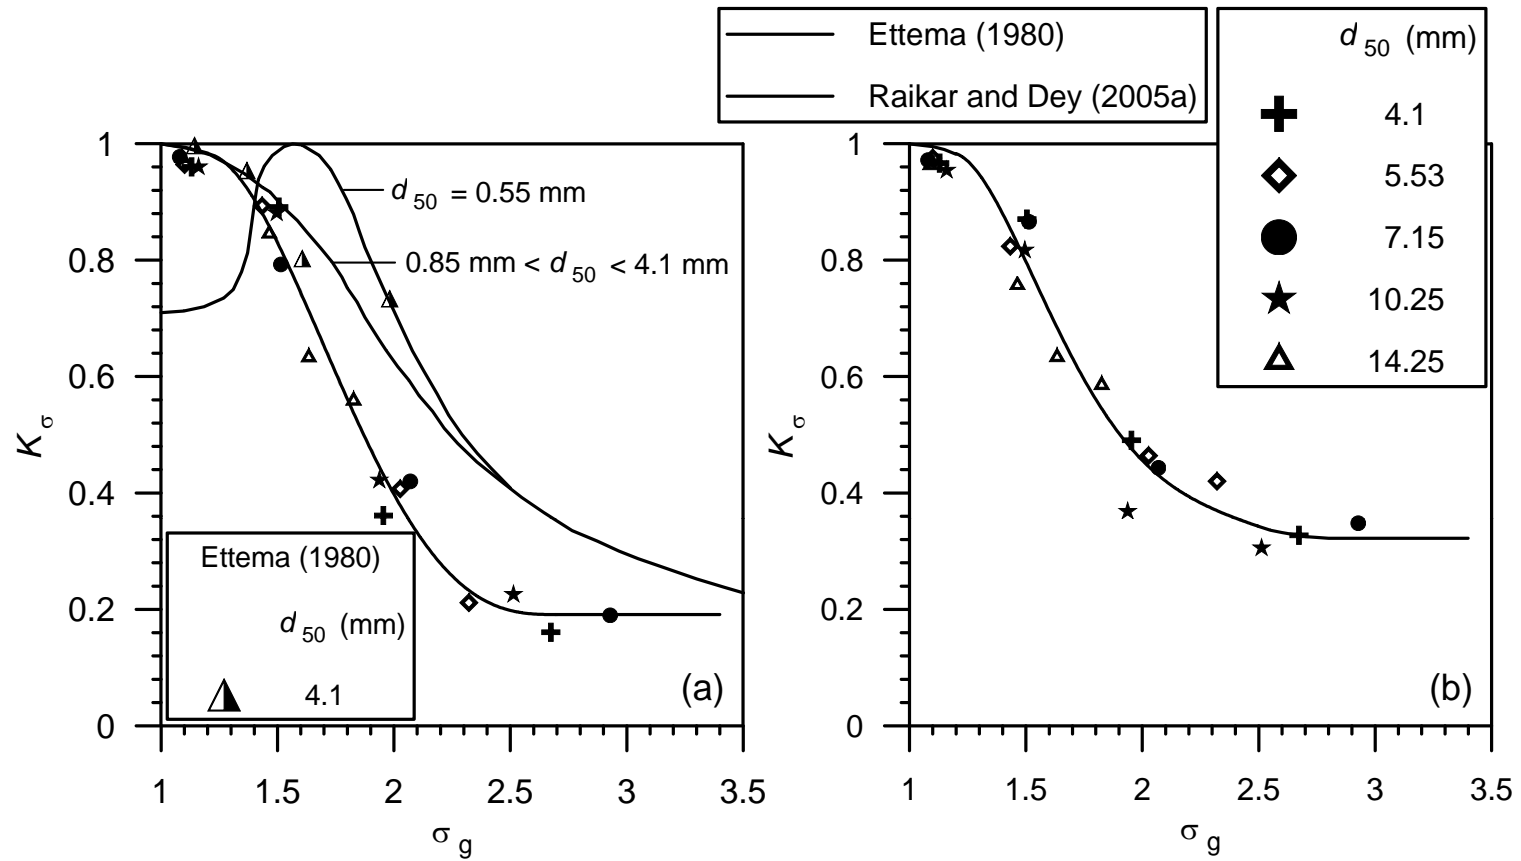 Ettema (1980)
Raikar and Dey (2005a)
d 50 (mm)
4.1
5.53
7.15
10.25
14.25
1
0.8
0.6
0.4
0.2
0
Kσ
d 50 = 0.55 mm
0.85 mm < d 50 < 4.1 mm
Ettema (1980)
d 50 (mm)
4.1
(a)
1 1.5 2 2.5 3 3.5
σ g
1
0.8
0.6
0.4
0.2
0
Kσ
(b)
1 1.5 2 2.5 3 3.5
σ g